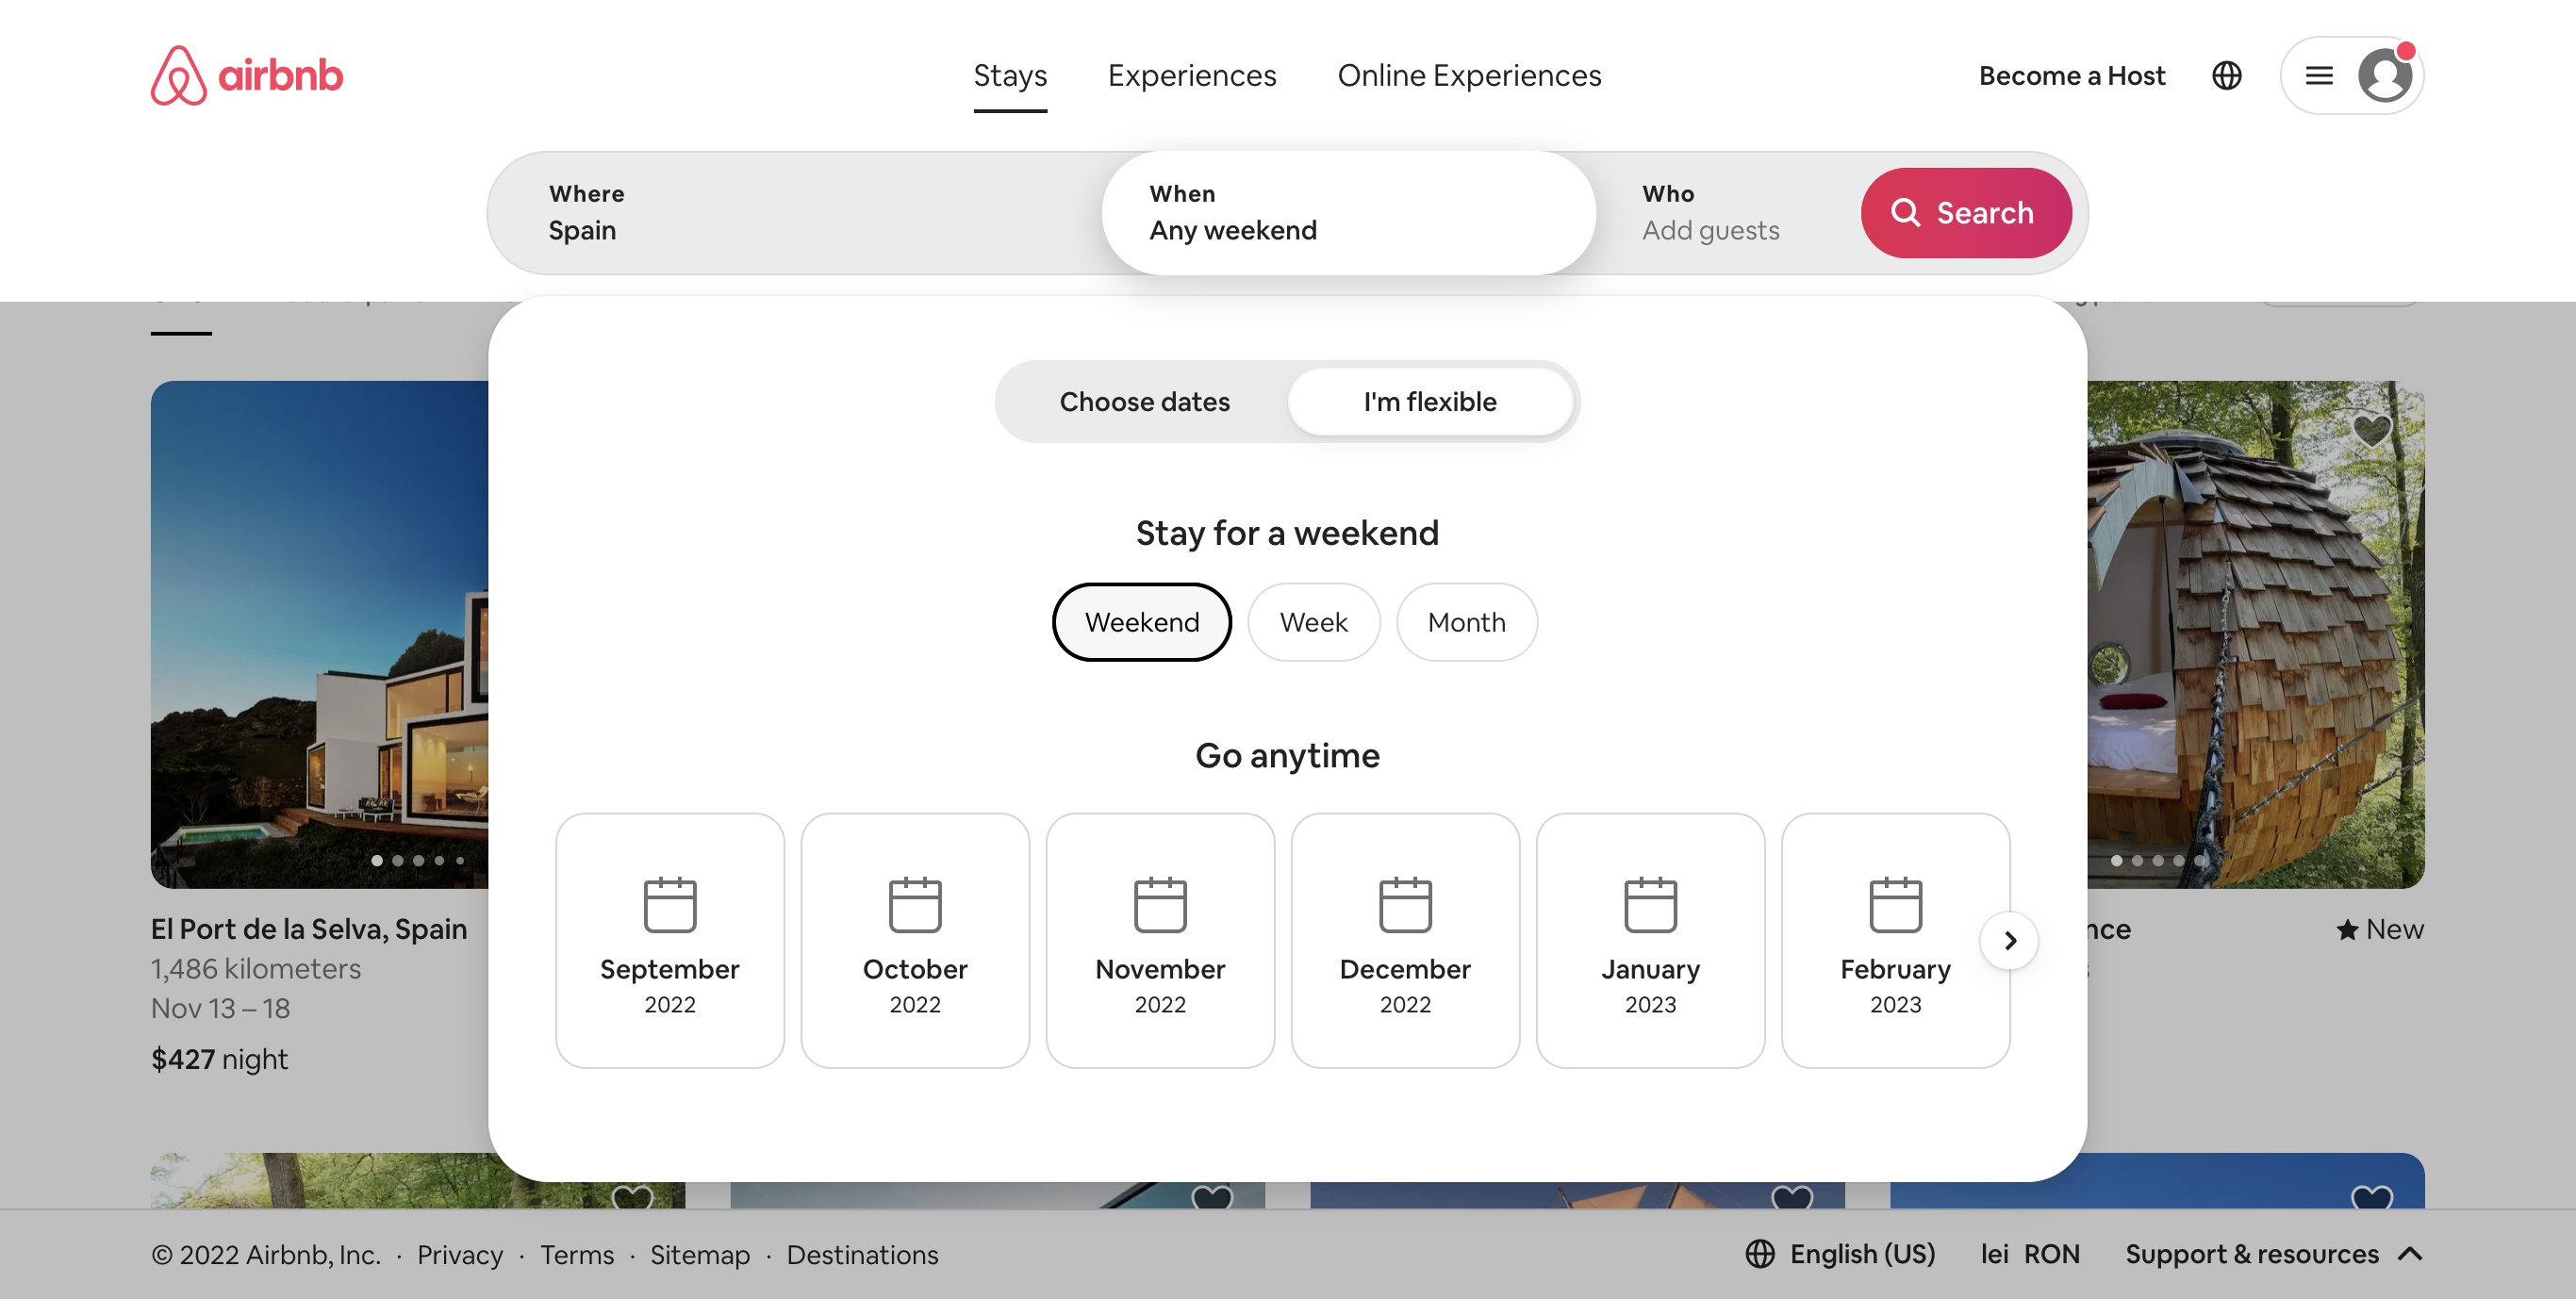 airbnb
Stays
Experiences
Online Experiences
Become a Host
Where
Spain
When
Any weekend
Who
Add guests
Search
Choose dates
I'm flexible
Stay for a weekend
Weekend
Week
Month
Go anytime
September
2022
October
2022
November
2022
December
2022
January
2023
February
2023
El Port de la Selva, Spain
1,486 kilometers
Nov 13 – 18
$427 night
New
© 2022 Airbnb, Inc. · Privacy · Terms · Sitemap · Destinations
English (US)
lei RON
Support & resources